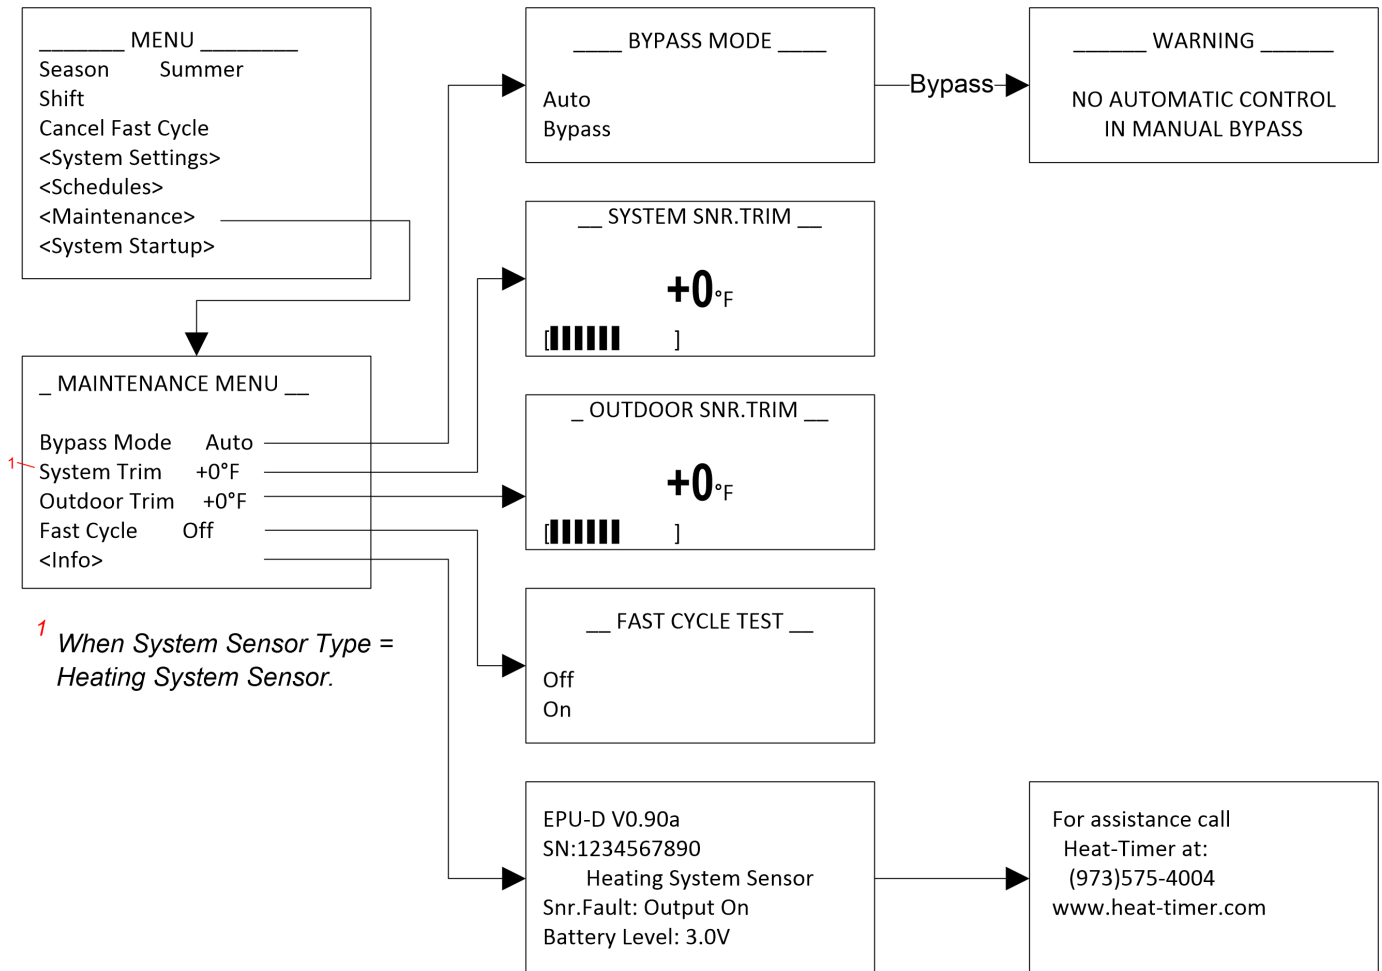 _______ MENU ________
Season Summer
Shift
Cancel Fast Cycle
<System Settings>
<Schedules>
<Maintenance>
<System Startup>
_ MAINTENANCE MENU __
Bypass Mode Auto
1 System Trim +0°F
Outdoor Trim +0°F
Fast Cycle Off
<Info>
1 When System Sensor Type =
Heating System Sensor.
____ BYPASS MODE ____
Auto
Bypass
Bypass
______ WARNING ______
NO AUTOMATIC CONTROL
IN MANUAL BYPASS
__ SYSTEM SNR.TRIM __
+0°F
[▮▮▮▮▮▮ ]
_ OUTDOOR SNR.TRIM __
+0°F
[▮▮▮▮▮▮ ]
__ FAST CYCLE TEST __
Off
On
EPU-D V0.90a
SN:1234567890
Heating System Sensor
Snr.Fault: Output On
Battery Level: 3.0V
For assistance call
Heat-Timer at:
(973)575-4004
www.heat-timer.com